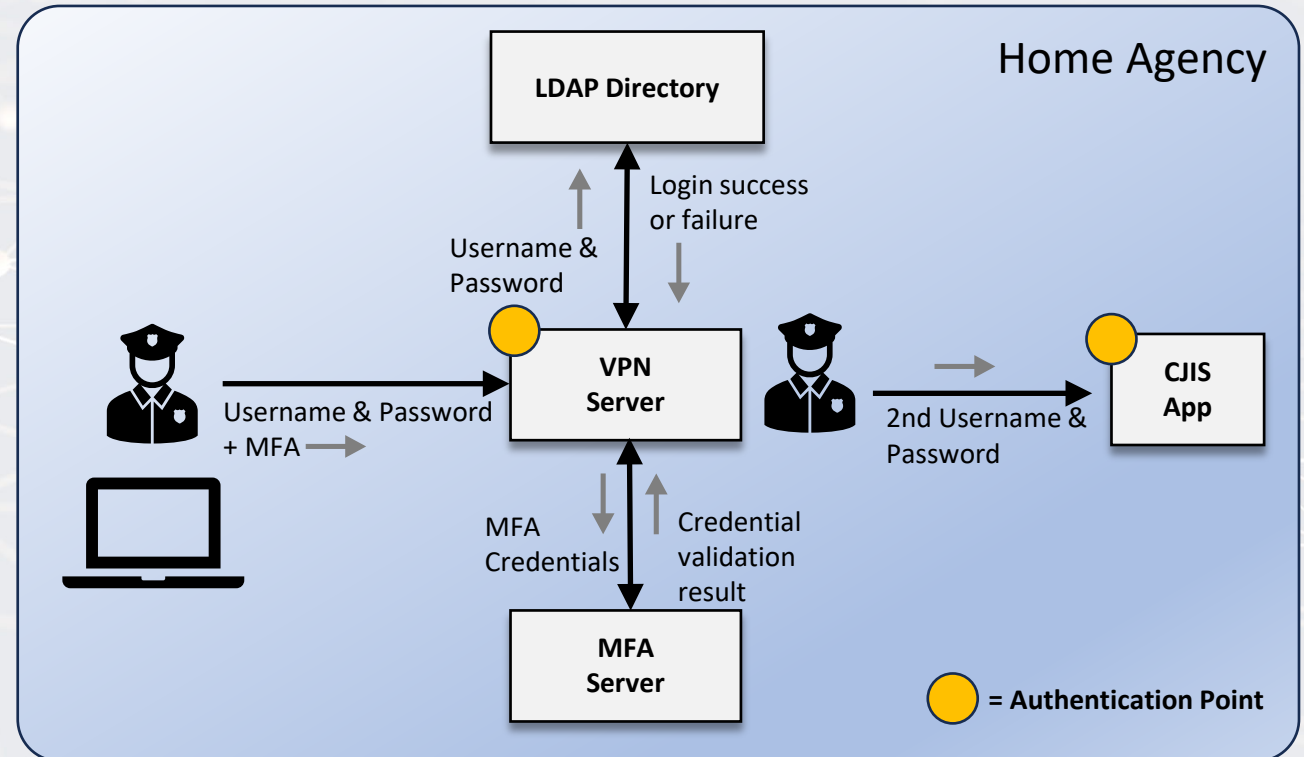 Home Agency
LDAP Directory
Login success
or failure
Username &
Password
VPN
Server
Username & Password
+ MFA
CJIS
App
2nd Username &
Password
MFA
Credentials
Credential
validation
result
MFA
Server
= Authentication Point